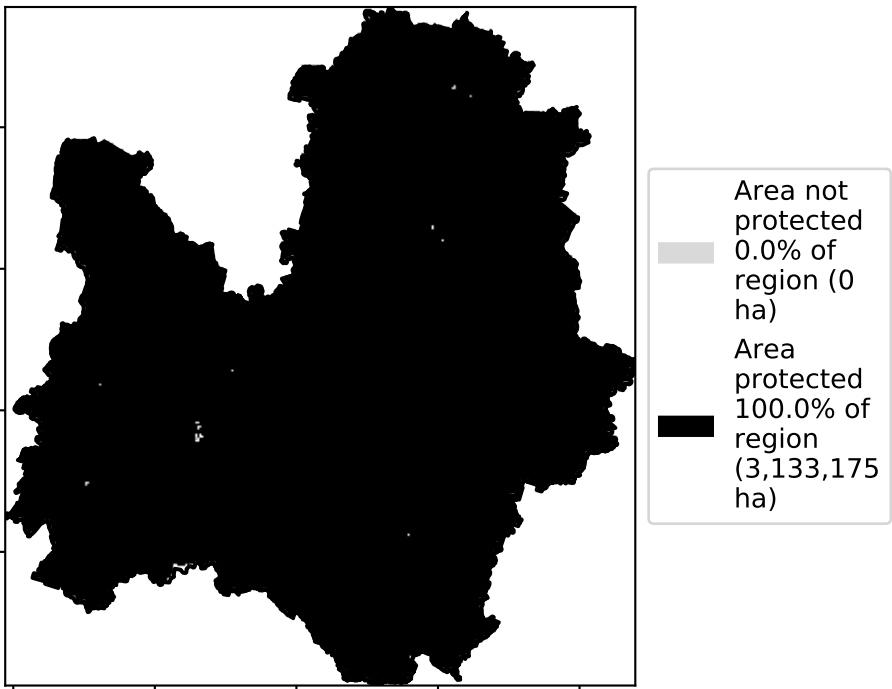 Area not
protected
0.0% of
region (0
ha)
Area
protected
100.0% of
region
(3,133,175
ha)